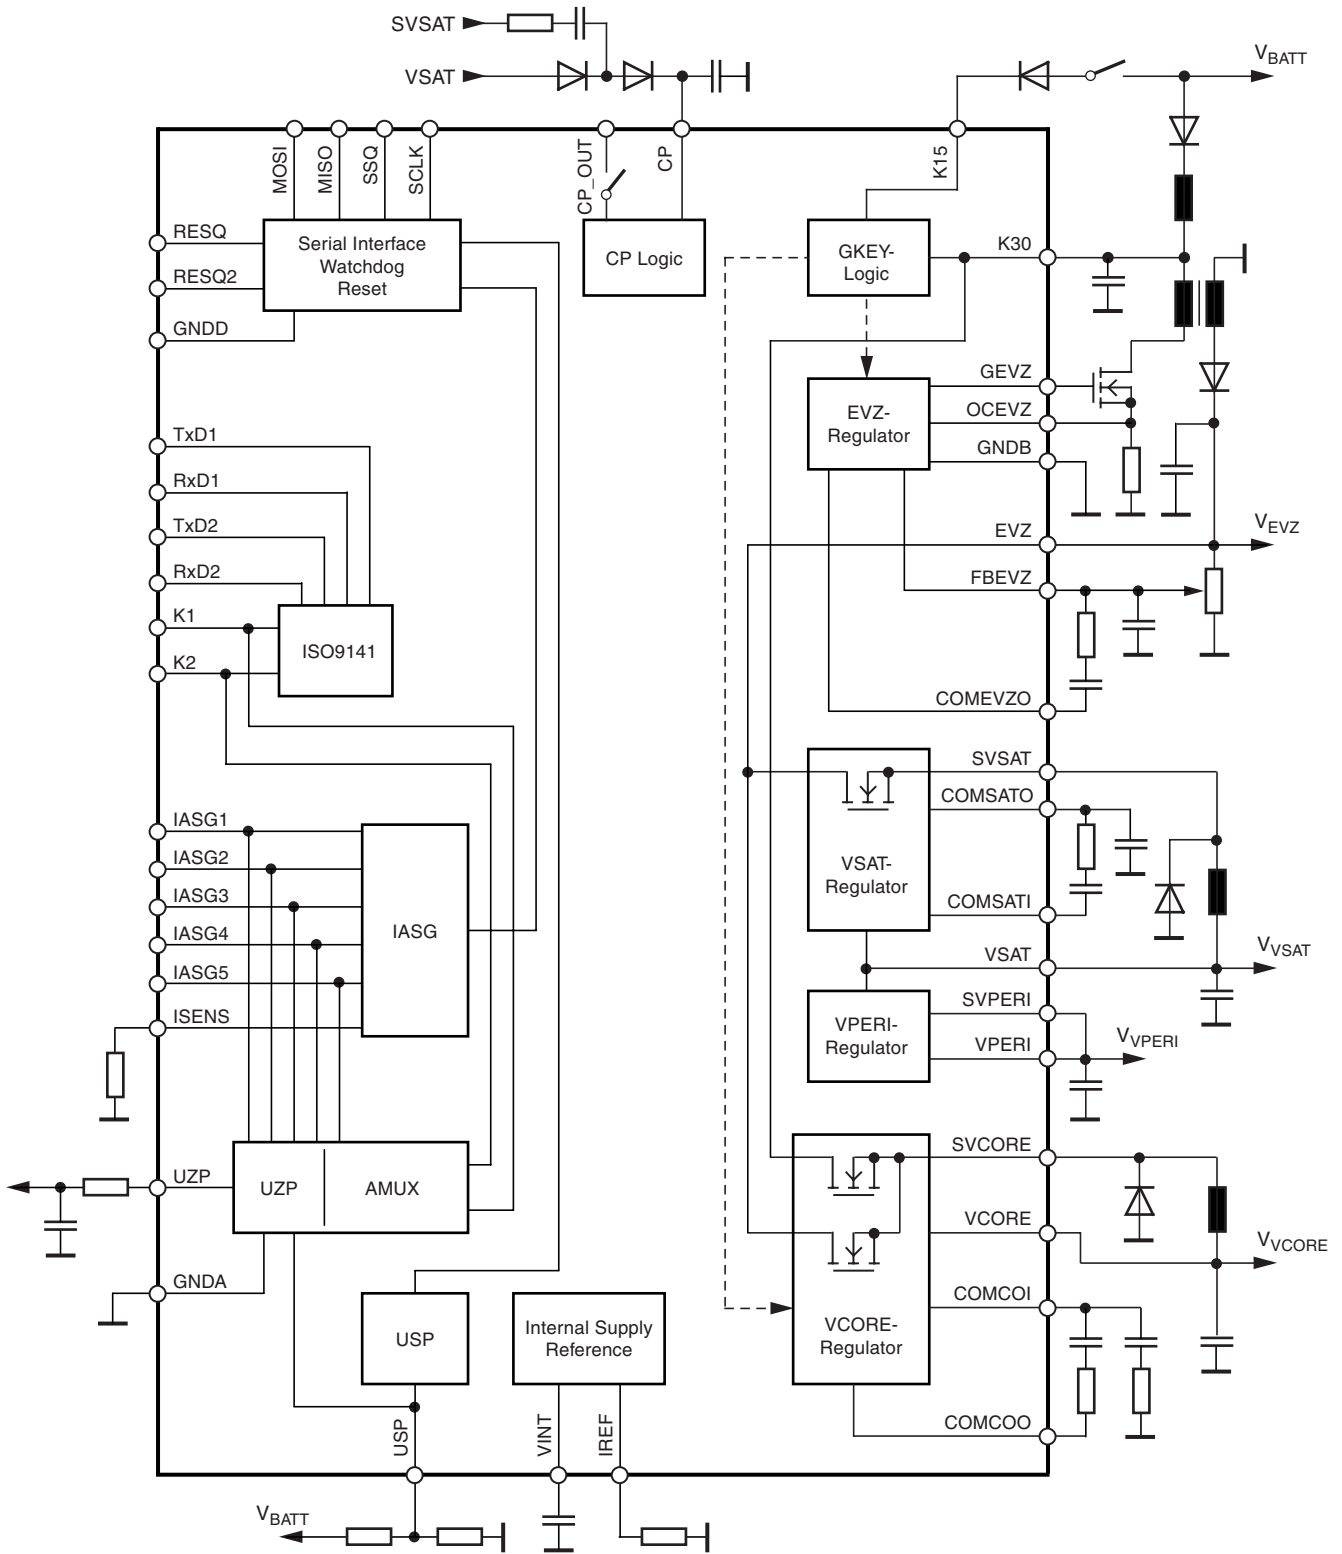 SVSAT
VSAT
VBATT
MOSI
MISO
SSQ
SCLK
CP_OUT
CP
K15
RESQ
RESQ2
GNDD
Serial Interface
Watchdog
Reset
CP Logic
GKEY-
Logic
K30
EVZ-
Regulator
GEVZ
OCEVZ
GNDB
EVZ
VEVZ
FBEVZ
COMEVZO
TxD1
RxD1
TxD2
RxD2
K1
K2
ISO9141
SVSAT
COMSATO
VSAT-
Regulator
COMSATI
VSAT
VVSAT
IASG1
IASG2
IASG3
IASG4
IASG5
ISENS
IASG
VPERI-
Regulator
SVPERI
VPERI
VVPERI
UZP
UZP
AMUX
GNDA
SVCORE
VCORE
VVCORE
COMCOI
VCORE-
Regulator
COMCOO
USP
Internal Supply
Reference
USP
VINT
IREF
VBATT